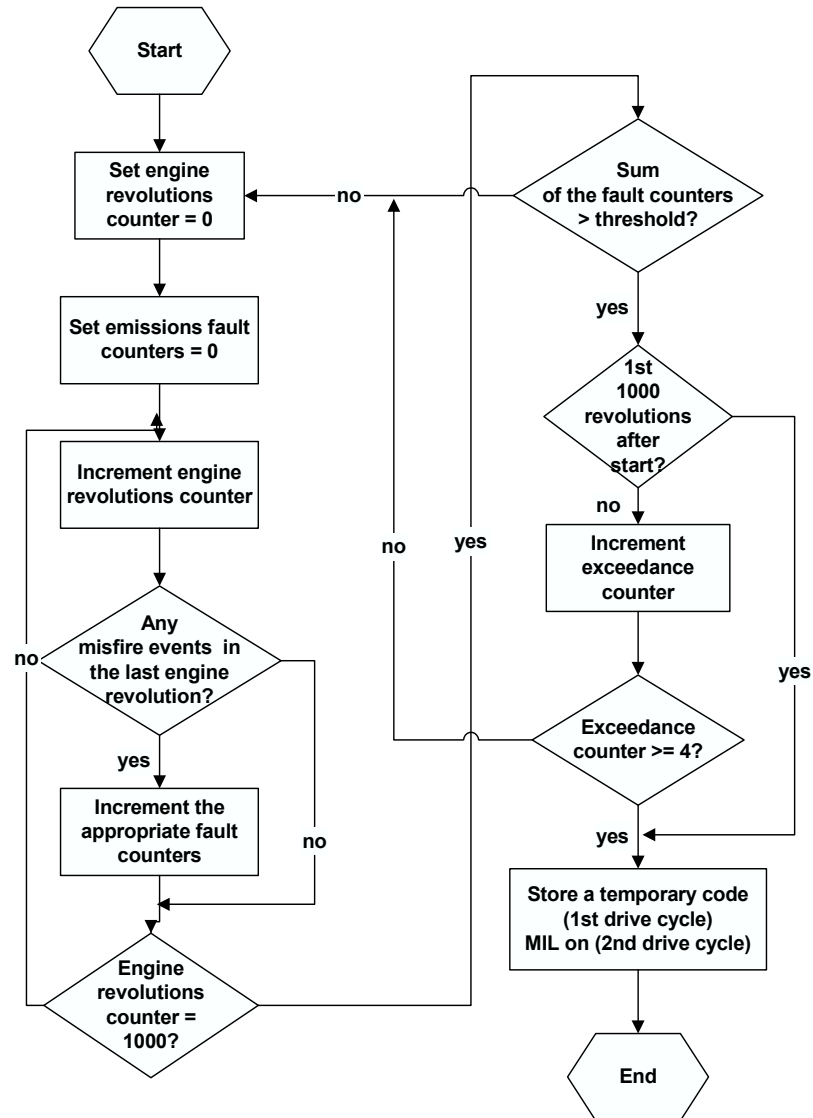 Start
Set engine
revolutions
counter = 0
Set emissions fault
counters = 0
Increment engine
revolutions counter
Any
misfire events in
the last engine
revolution?
no
yes
Increment the
appropriate fault
counters
no
Engine
revolutions
counter =
1000?
yes
Sum
of the fault counters
> threshold?
no
yes
1st
1000
revolutions
after
start?
no
yes
Increment
exceedance
counter
Exceedance
counter >= 4?
no
yes
Store a temporary code
(1st drive cycle)
MIL on (2nd drive cycle)
End